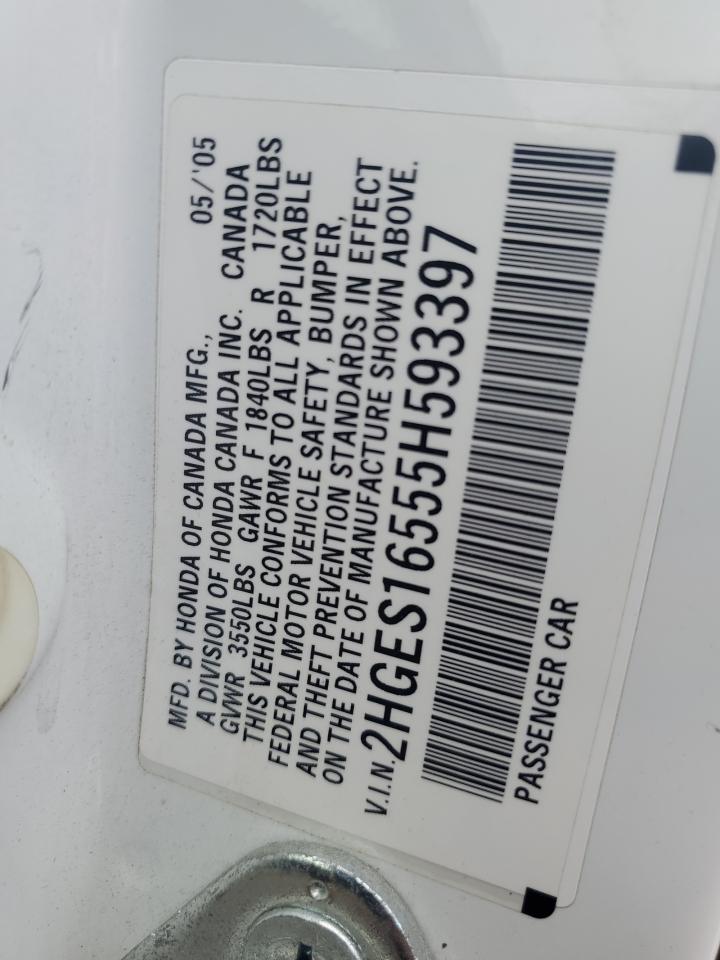 MFD. BY HONDA OF CANADA MFG., 05/'05
A DIVISION OF HONDA CANADA INC. CANADA
GVWR 3550LBS GAWR F 1840LBS R 1720LBS
THIS VEHICLE CONFORMS TO ALL APPLICABLE
FEDERAL MOTOR VEHICLE SAFETY, BUMPER,
AND THEFT PREVENTION STANDARDS IN EFFECT
ON THE DATE OF MANUFACTURE SHOWN ABOVE.
V.I.N. 2HGES16555H593397
PASSENGER CAR